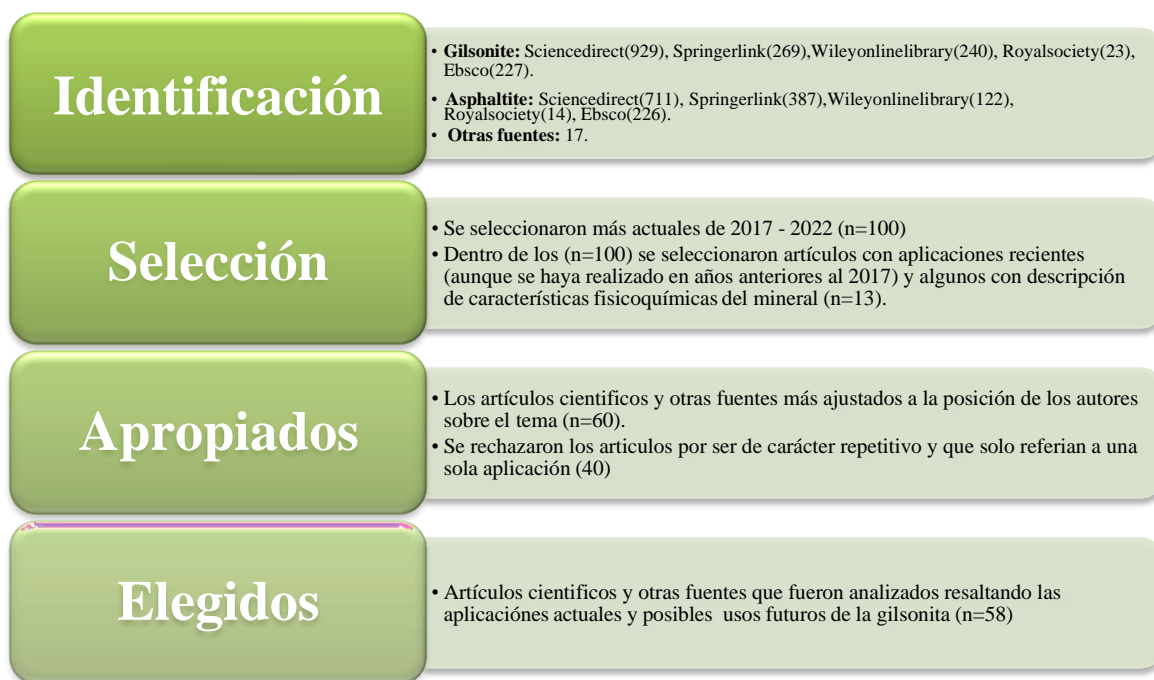 Identificación
• Gilsonite: Sciencedirect(929), Springerlink(269),Wileyonlinelibrary(240), Royalsociety(23),
Ebsco(227).
• Asphaltite: Sciencedirect(711), Springerlink(387),Wileyonlinelibrary(122),
Royalsociety(14), Ebsco(226).
• Otras fuentes: 17.
Selección
• Se seleccionaron más actuales de 2017 - 2022 (n=100)
• Dentro de los (n=100) se seleccionaron artículos con aplicaciones recientes
(aunque se haya realizado en años anteriores al 2017) y algunos con descripción
de características fisicoquímicas del mineral (n=13).
Apropiados
• Los artículos cientificos y otras fuentes más ajustados a la posición de los autores
sobre el tema (n=60).
• Se rechazaron los articulos por ser de carácter repetitivo y que solo referian a una
sola aplicación (40)
Elegidos
• Artículos cientificos y otras fuentes que fueron analizados resaltando las
aplicaciónes actuales y posibles usos futuros de la gilsonita (n=58)